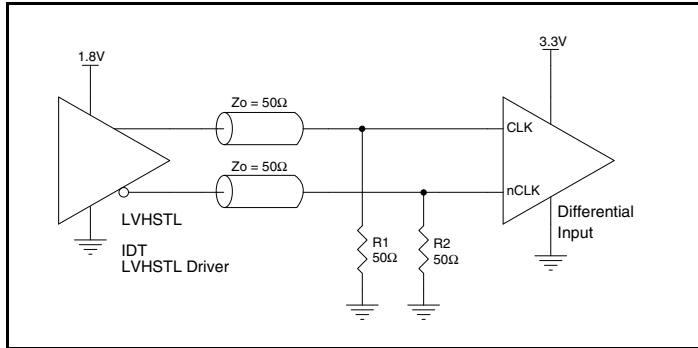 1.8V
3.3V
Zo = 50Ω
CLK
Zo = 50Ω
nCLK
LVHSTL
IDT
LVHSTL Driver
R1
50Ω
R2
50Ω
Differential
Input